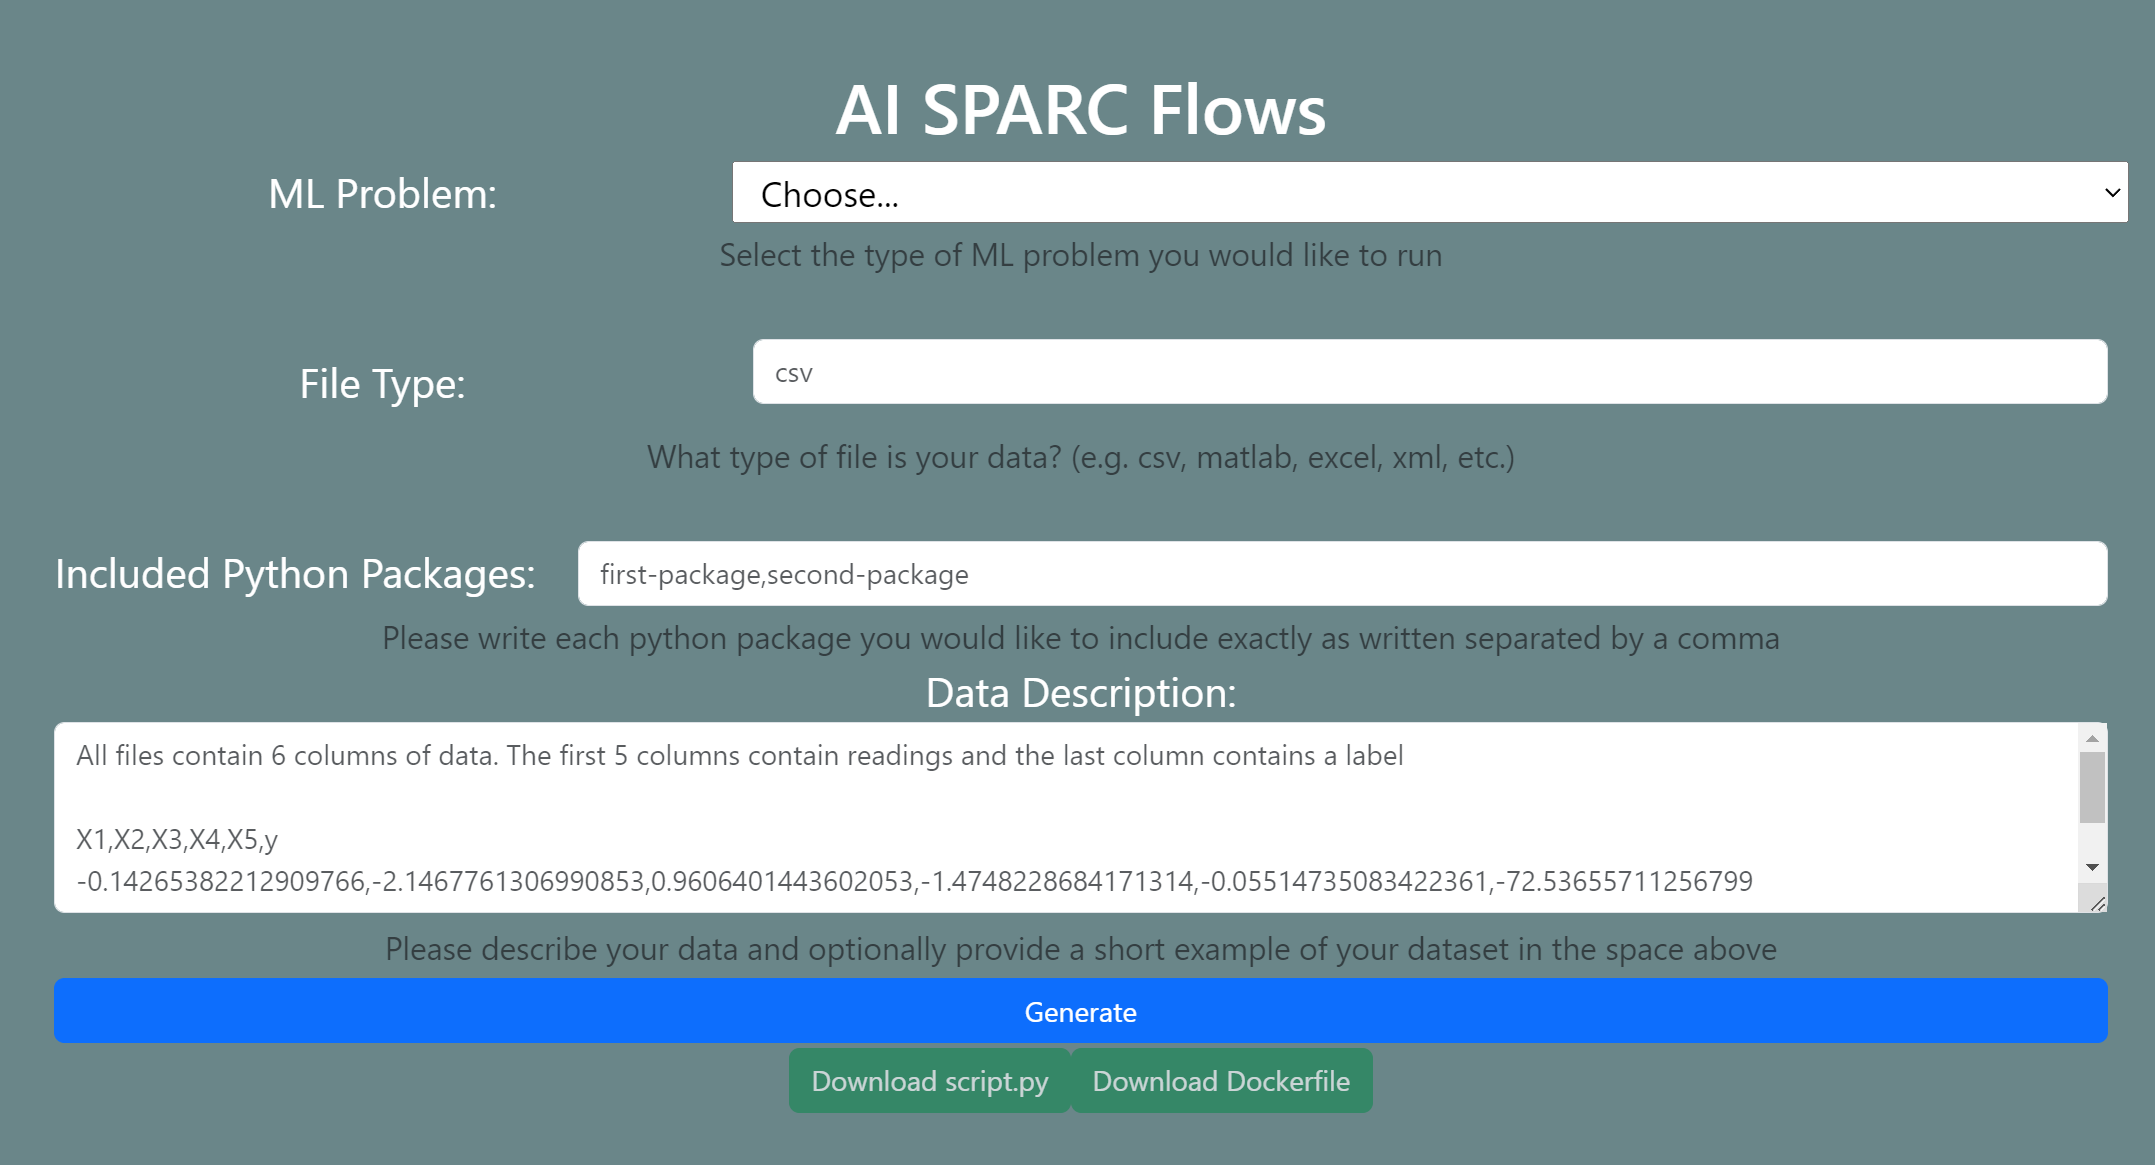 AI SPARC Flows
ML Problem:
Choose...
Select the type of ML problem you would like to run
File Type:
csv
What type of file is your data? (e.g. csv, matlab, excel, xml, etc.)
Included Python Packages:
first-package,second-package
Please write each python package you would like to include exactly as written separated by a comma
Data Description:
All files contain 6 columns of data. The first 5 columns contain readings and the last column contains a label
X1,X2,X3,X4,X5,y
-0.14265382212909766,-2.1467761306990853,0.9606401443602053,-1.4748228684171314,-0.05514735083422361,-72.53655711256799
Please describe your data and optionally provide a short example of your dataset in the space above
Generate
Download script.py
Download Dockerfile